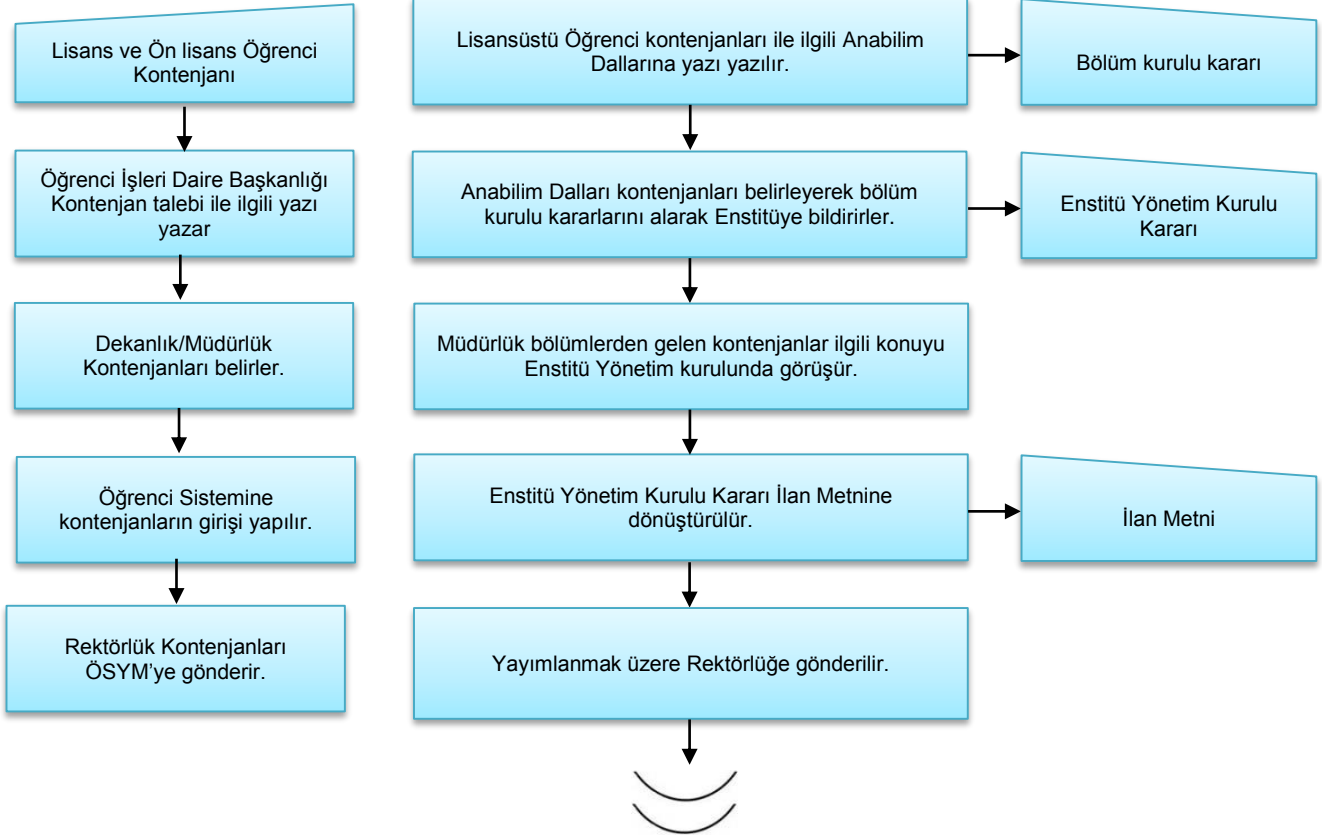 Lisans ve Ön lisans Öğrenci
Kontenjanı
Öğrenci İşleri Daire Başkanlığı
Kontenjan talebi ile ilgili yazı
yazar
Dekanlık/Müdürlük
Kontenjanları belirler.
Öğrenci Sistemine
kontenjanların girişi yapılır.
Rektörlük Kontenjanları
ÖSYM’ye gönderir.
Lisansüstü Öğrenci kontenjanları ile ilgili Anabilim
Dallarına yazı yazılır.
Bölüm kurulu kararı
Anabilim Dalları kontenjanları belirleyerek bölüm
kurulu kararlarını alarak Enstitüye bildirirler.
Enstitü Yönetim Kurulu
Kararı
Müdürlük bölümlerden gelen kontenjanlar ilgili konuyu
Enstitü Yönetim kurulunda görüşür.
Enstitü Yönetim Kurulu Kararı İlan Metnine
dönüştürülür.
İlan Metni
Yayımlanmak üzere Rektörlüğe gönderilir.